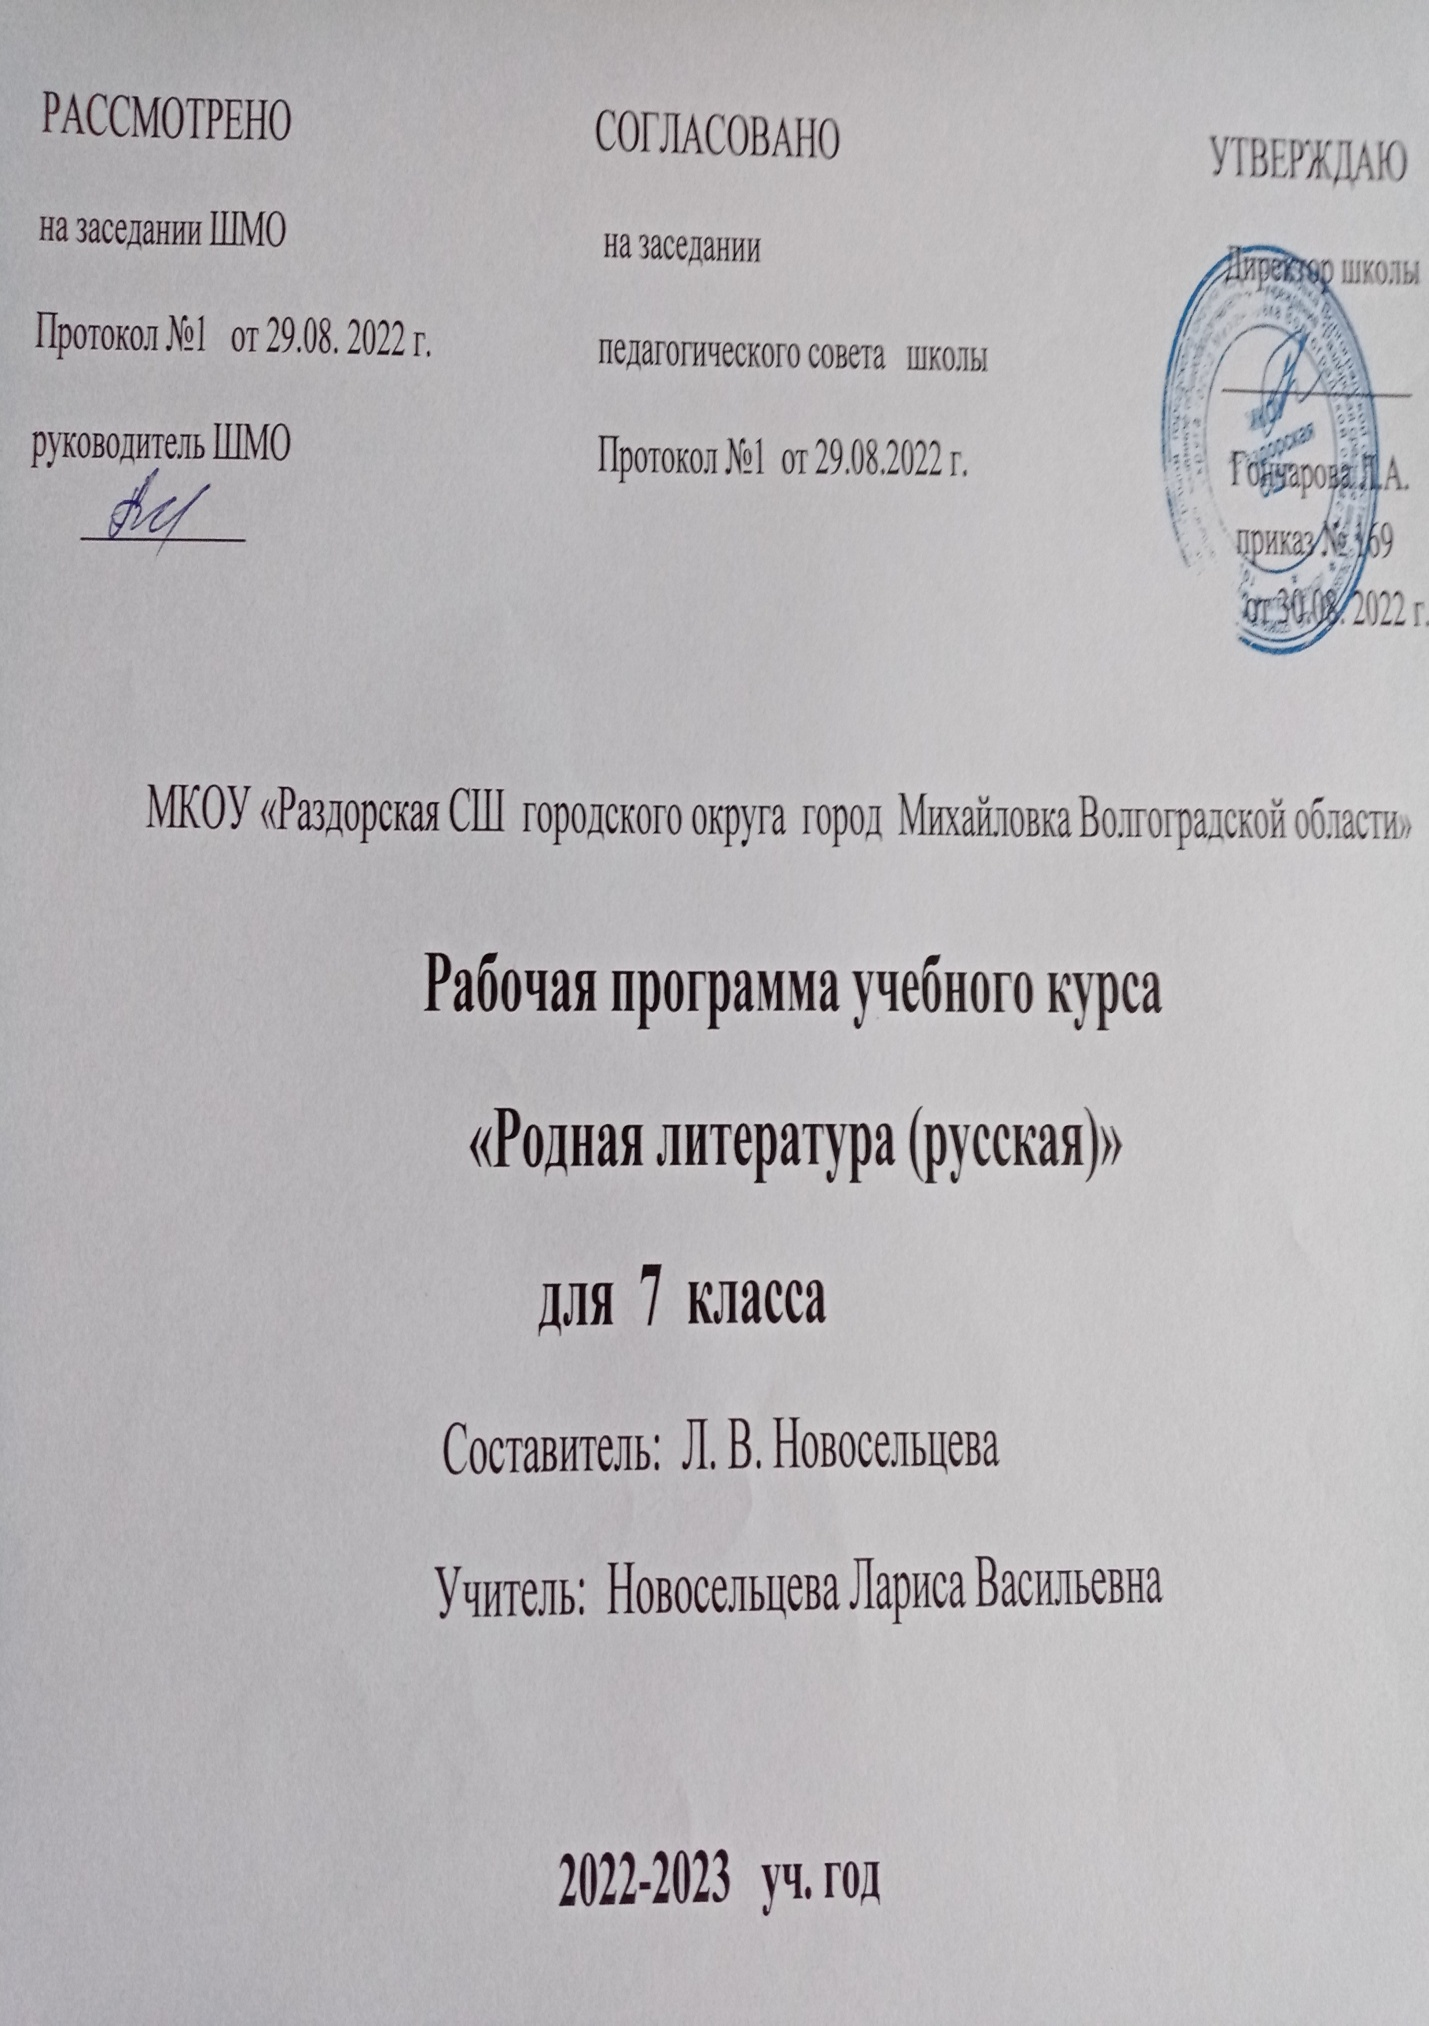 РАССМОТРЕНО
на заседании ШМО
Протокол №1 от 29.08. 2022 г.
руководитель ШМО
СОГЛАСОВАНО
на заседании
педагогического совета школы
Протокол №1 от 29.08.2022 г.
УТВЕРЖДАЮ
Директор школы
Гончарова Л.А.
приказ № 169
от 30.08. 2022 г.
МКОУ «Раздорская СШ городского округа город Михайловка Волгоградской области»
Рабочая программа учебного курса
«Родная литература (русская)»
для 7 класса
Составитель: Л. В. Новосельцева
Учитель: Новосельцева Лариса Васильевна
2022-2023 уч. год